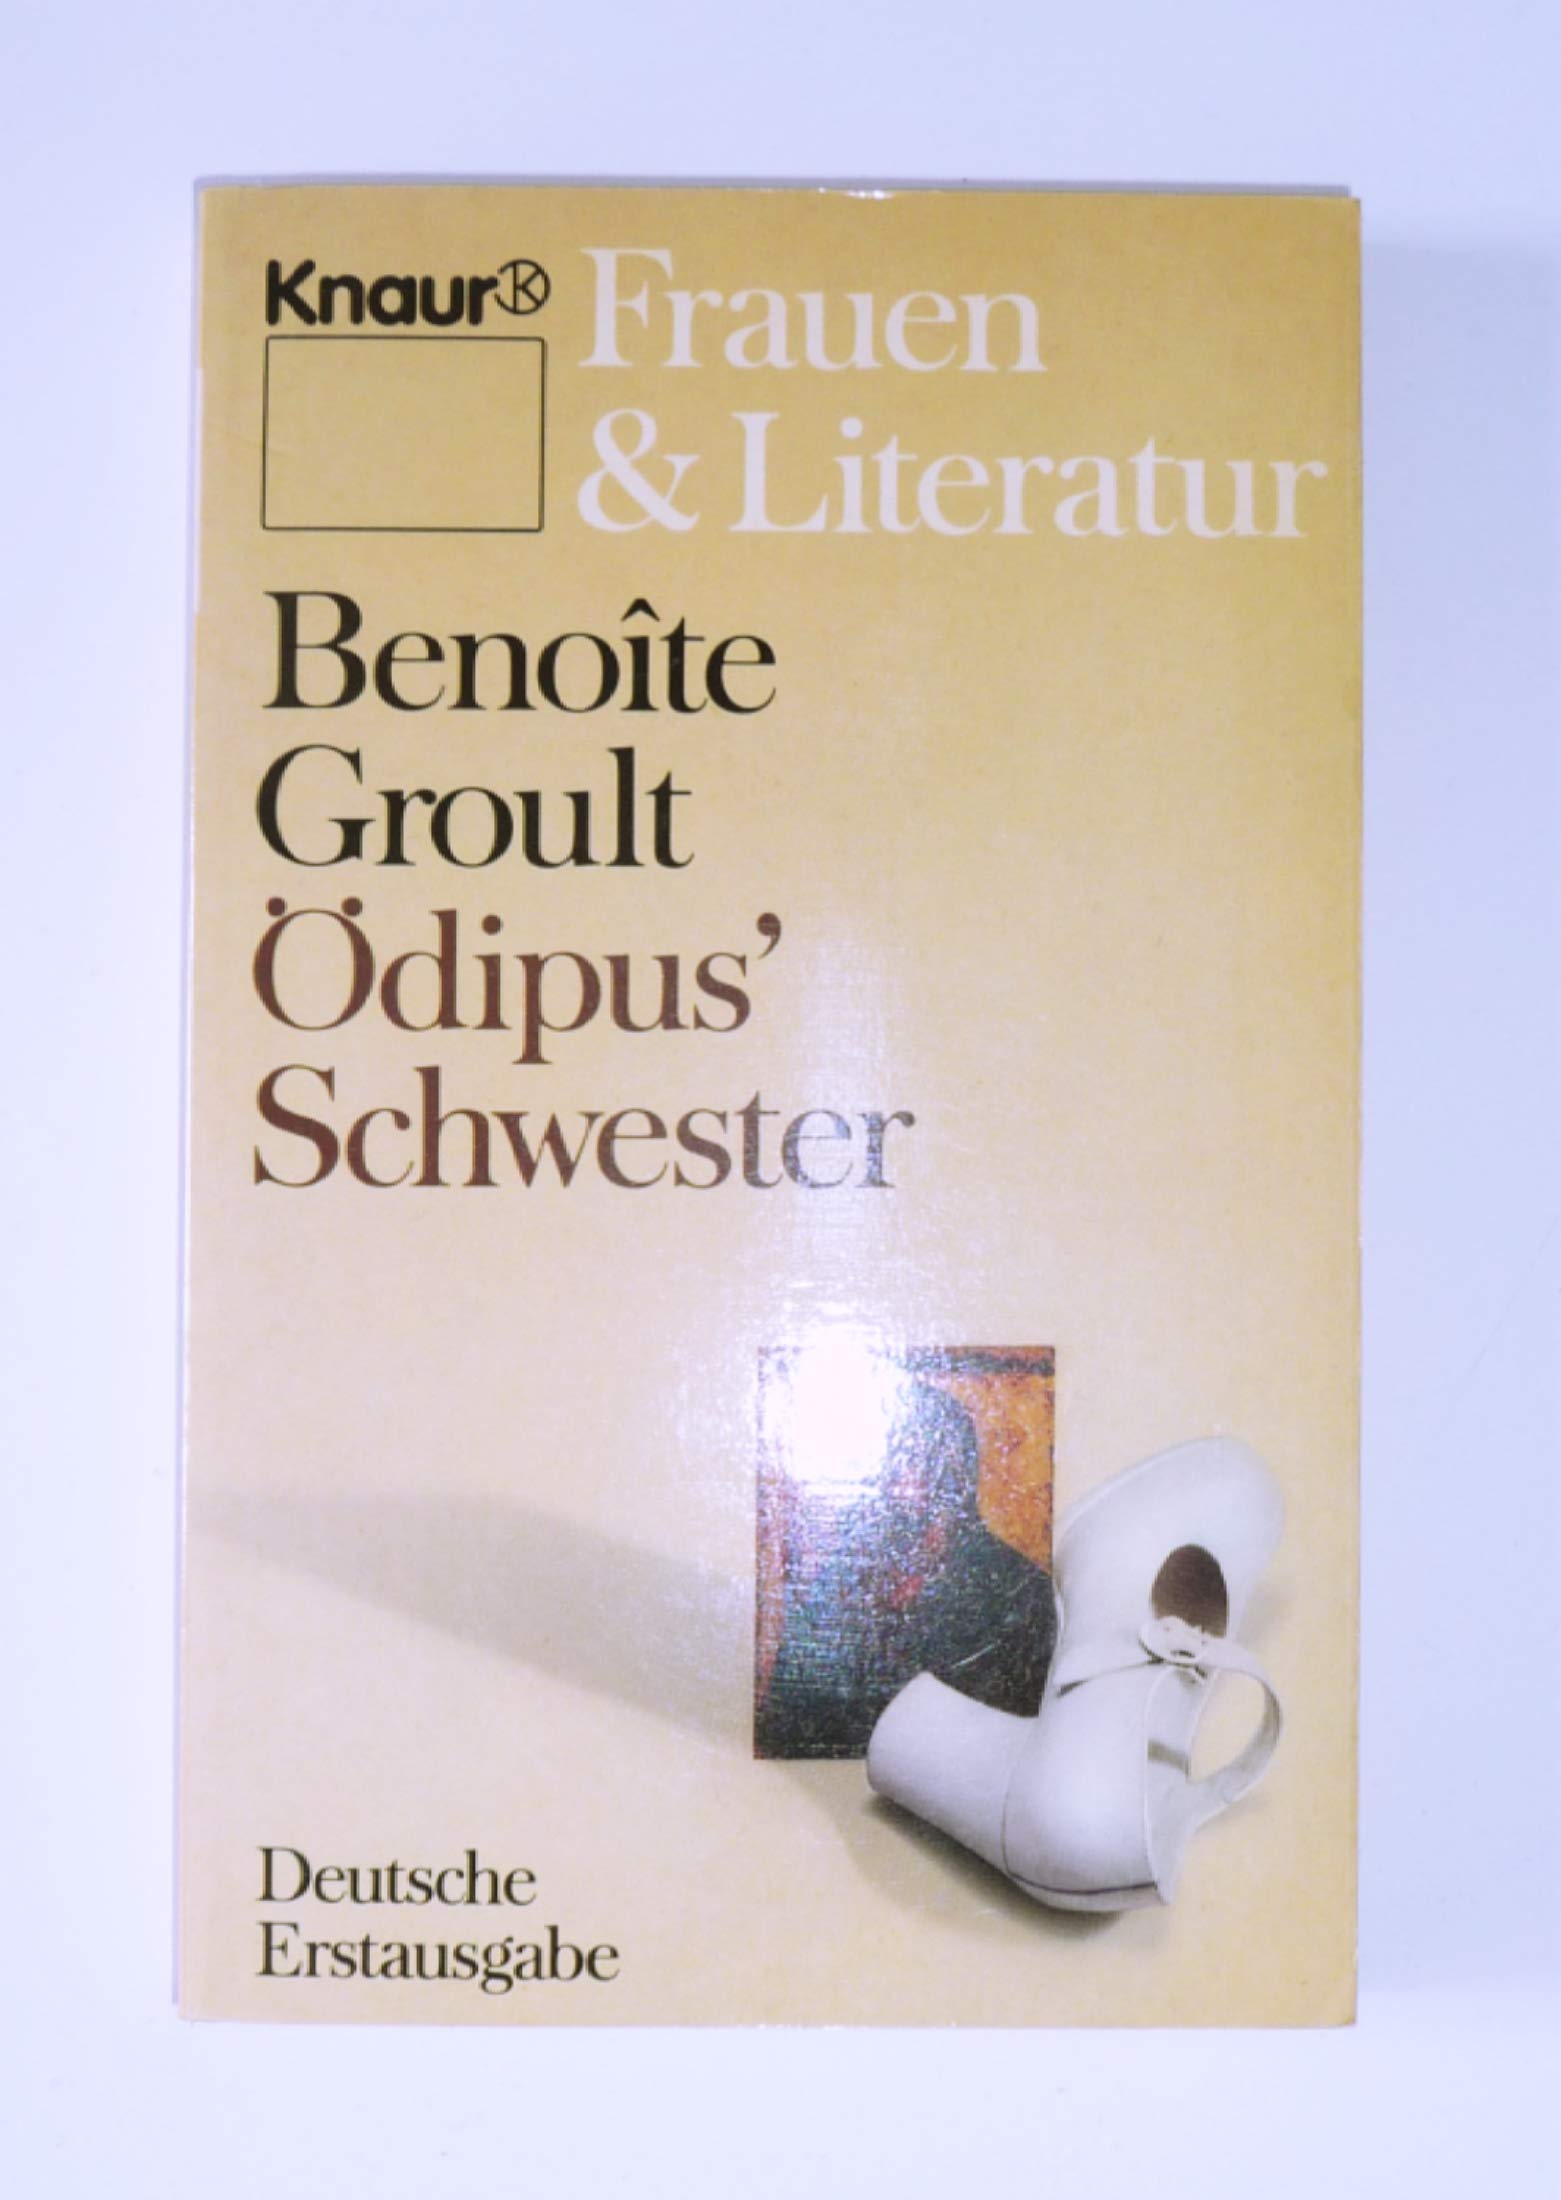 Knaur
Frauen
& Literatur
Benoîte
Groult
Ödipus’
Schwester
Deutsche
Erstausgabe